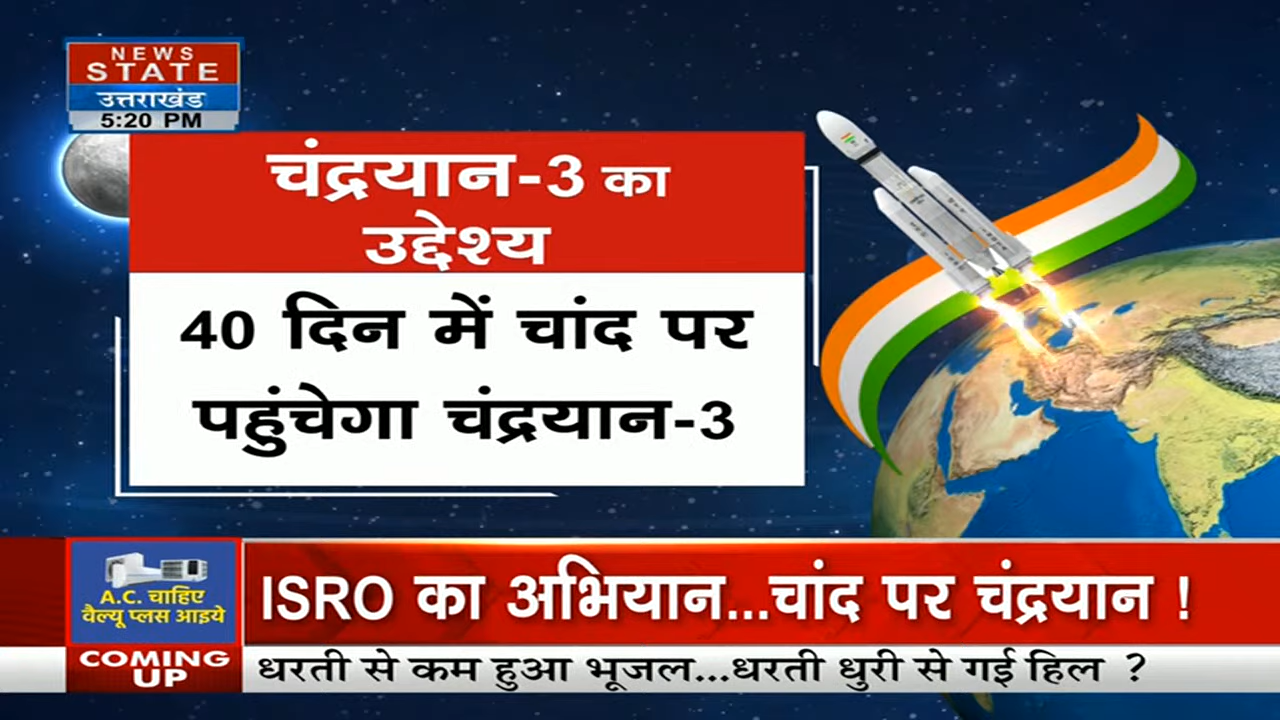 NEWS
STATE
उत्तराखंड
5:20 PM
चंद्रयान-3 का
उद्देश्य
40 दिन में चांद पर
पहुंचेगा चंद्रयान-3
A.C. चाहिए
वैल्यू प्लस आइये
ISRO का अभियान...चांद पर चंद्रयान !
COMING
UP
धरती से कम हुआ भूजल...धरती धुरी से गई हिल ?